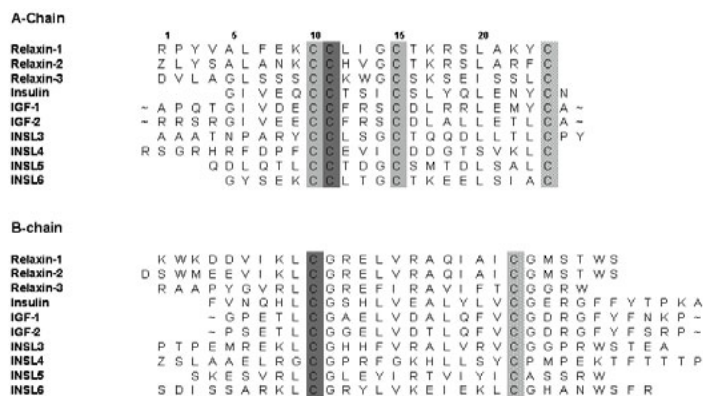 A-Chain
1 5 10 15 20
Relaxin-1 R P Y V A L F E K C C L I G C T K R S L A K Y C
Relaxin-2 Z L Y S A L A N K C C H V G C T K R S L A R F C
Relaxin-3 D V L A G L S S S C C K W G C S K S E I S S L C
Insulin G I V E Q C C T S I C S L Y Q L E N Y C N
IGF-1 ~ A P Q T G I V D E C C F R S C D L R R L E M Y C A ~
IGF-2 ~ R R S R G I V E E C C F R S C D L A L L E T L C A ~
INSL3 A A A T N P A R Y C C L S G C T Q Q D L L T L C P Y
INSL4 R S G R H R F D P F C C E V I C D D G T S V K L C
INSL5 Q D L Q T L C C T D G C S M T D L S A L C
INSL6 G Y S E K C C L T G C T K E E L S I A C
B-chain
Relaxin-1 K W K D D V I K L C G R E L V R A Q I A I C G M S T W S
Relaxin-2 D S W M E E V I K L C G R E L V R A Q I A I C G M S T W S
Relaxin-3 R A A P Y G V R L C G R E F I R A V I F T C G G R W
Insulin F V N Q H L C G S H L V E A L Y L V C G E R G F F Y T P K A
IGF-1 ~ G P E T L C G A E L V D A L Q F V C G D R G F Y F N K P ~
IGF-2 ~ P S E T L C G G E L V D T L Q F V C G D R G F Y F S R P ~
INSL3 P T P E M R E K L C G H H F V R A L V R V C G G P R W S T E A
INSL4 Z S L A A E L R G C G P R F G K H L L S Y C P M P E K T F T T T P
INSL5 S K E S V R L C G L E Y I R T V I Y I C A S S R W
INSL6 S D I S S A R K L C G R Y L V K E I E K L C G H A N W S F R